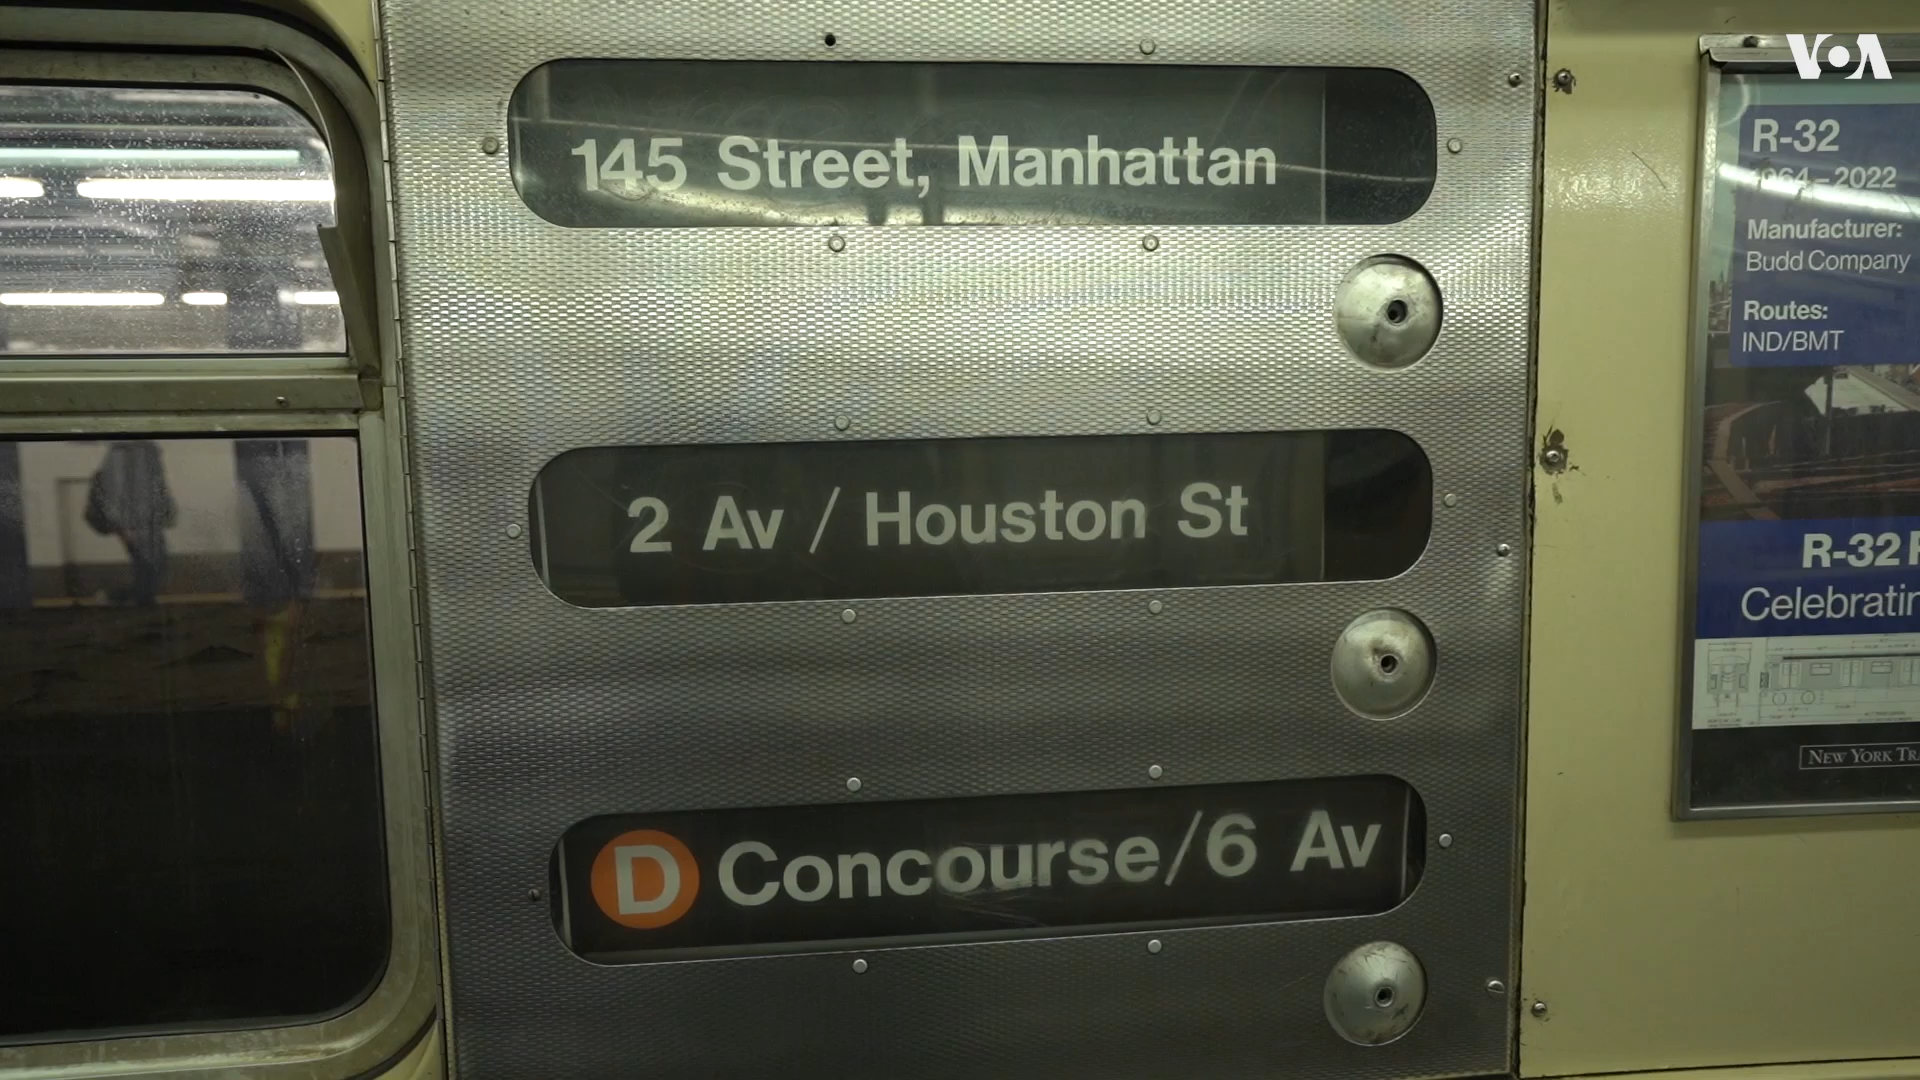 VOA
145 Street, Manhattan
2 Av / Houston St
D Concourse/6 Av
R-32
1964–2022
Manufacturer:
Budd Company
Routes:
IND/BMT
R-32
Celebratin
NEW YORK TR